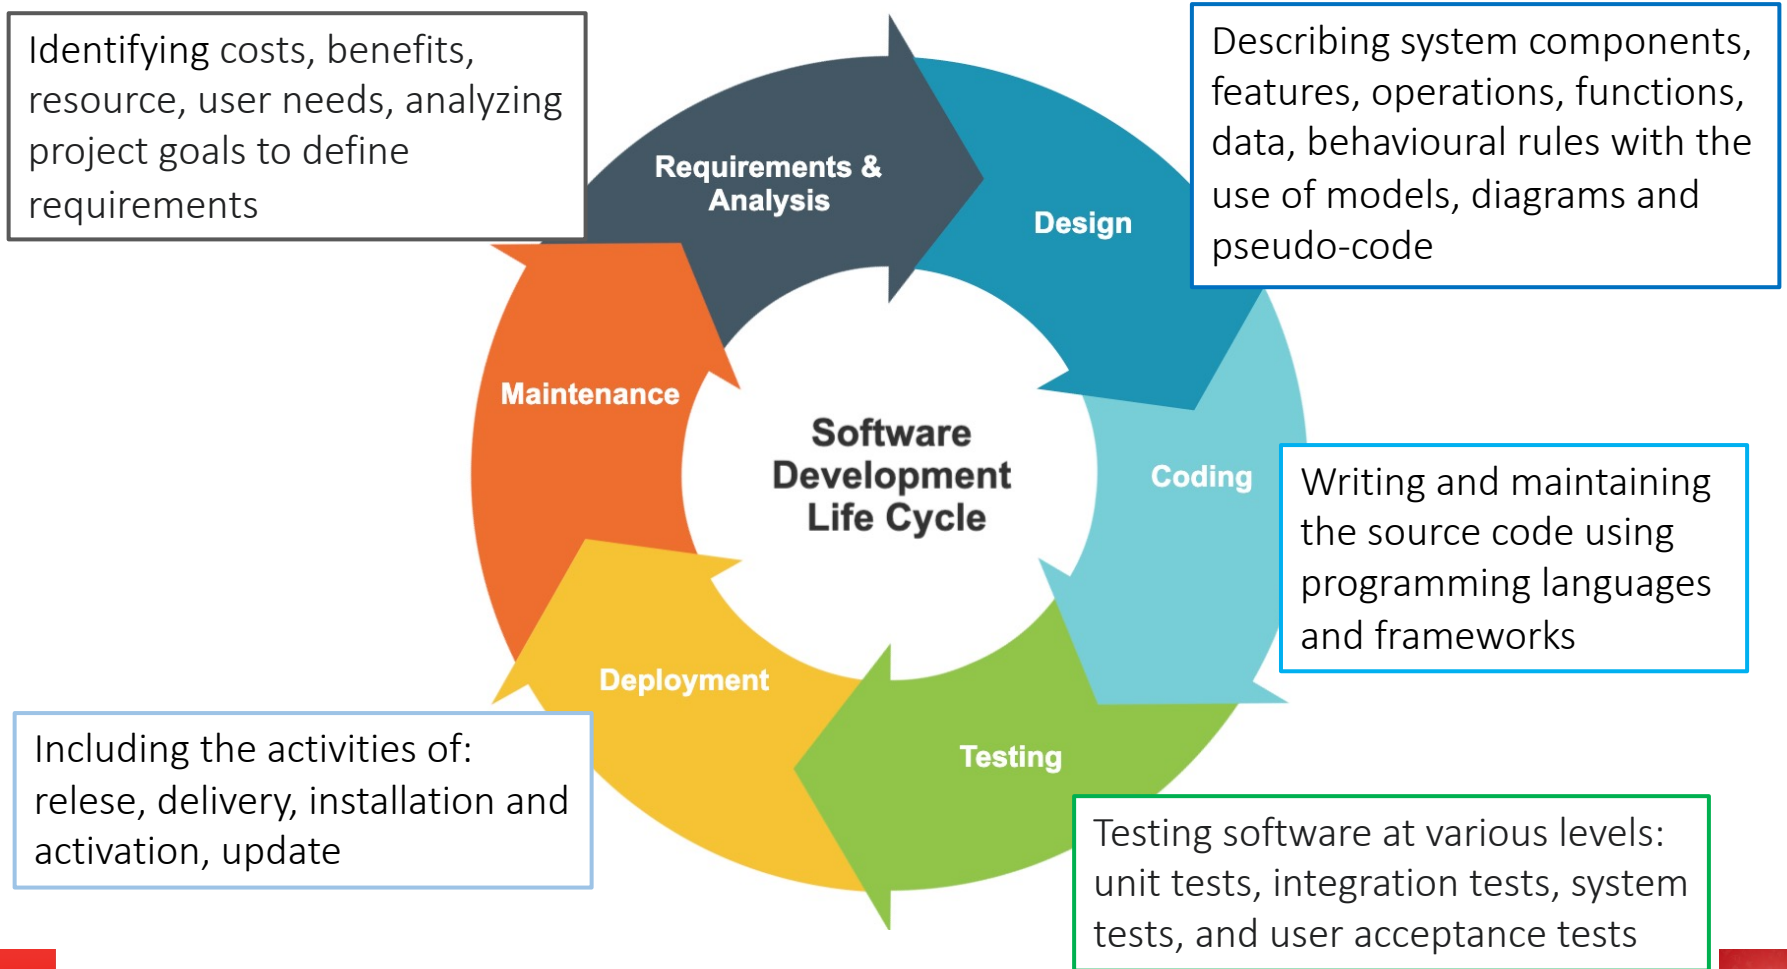 Identifying costs, benefits,
resource, user needs, analyzing
project goals to define
requirements
Describing system components,
features, operations, functions,
data, behavioural rules with the
use of models, diagrams and
pseudo-code
Requirements &
Analysis
Design
Maintenance
Software
Development
Life Cycle
Coding
Writing and maintaining
the source code using
programming languages
and frameworks
Deployment
Testing
Including the activities of:
relese, delivery, installation and
activation, update
Testing software at various levels:
unit tests, integration tests, system
tests, and user acceptance tests